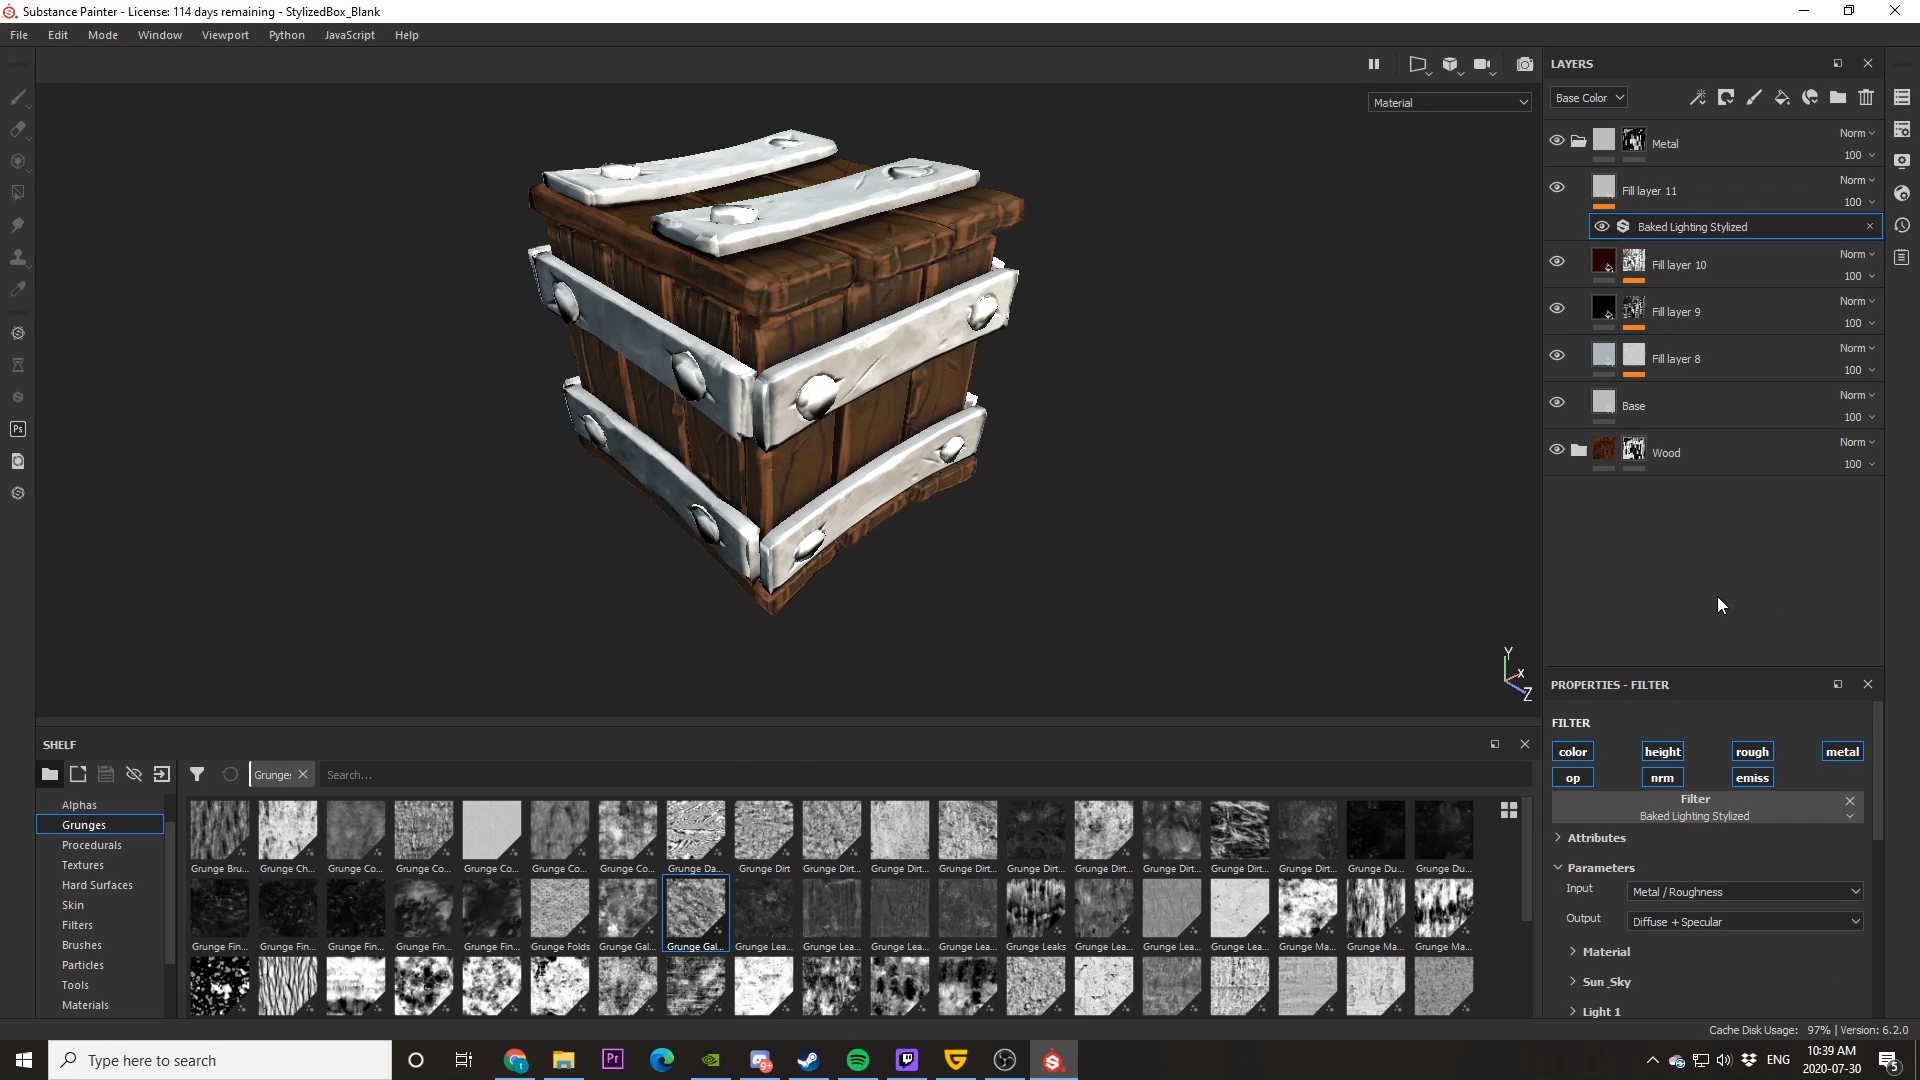 Substance Painter - License: 114 days remaining - StylizedBox_Blank
File Edit Mode Window Viewport Python JavaScript Help
Material
Y
X
Z
LAYERS
Base Color
Metal Norm 100
Fill layer 11 Norm 100
Baked Lighting Stylized
Fill layer 10 Norm 100
Fill layer 9 Norm 100
Fill layer 8 Norm 100
Base Norm 100
Wood Norm 100
PROPERTIES - FILTER
FILTER
color height rough metal
op nrm emiss
Filter
Baked Lighting Stylized
Attributes
Parameters
Input Metal / Roughness
Output Diffuse + Specular
Material
Sun_Sky
Light 1
SHELF
Grunges Search...
Alphas
Grunges
Procedurals
Textures
Hard Surfaces
Skin
Filters
Brushes
Particles
Tools
Materials
Grunge Bru... Grunge Ch... Grunge Co... Grunge Co... Grunge Co... Grunge Co... Grunge Co... Grunge Da... Grunge Dirt Grunge Dirt... Grunge Dirt... Grunge Dirt... Grunge Dirt... Grunge Dirt... Grunge Dirt... Grunge Dirt... Grunge Dirt... Grunge Du... Grunge Du...
Grunge Fin... Grunge Fin... Grunge Fin... Grunge Fin... Grunge Fin... Grunge Folds Grunge Gal... Grunge Gal... Grunge Lea... Grunge Lea... Grunge Lea... Grunge Lea... Grunge Leaks Grunge Lea... Grunge Lea... Grunge Lea... Grunge Ma... Grunge Ma... Grunge Ma...
Cache Disk Usage: 97% | Version: 6.2.0
Ps
Type here to search
Pr
9+
ENG
10:39 AM
2020-07-30
5